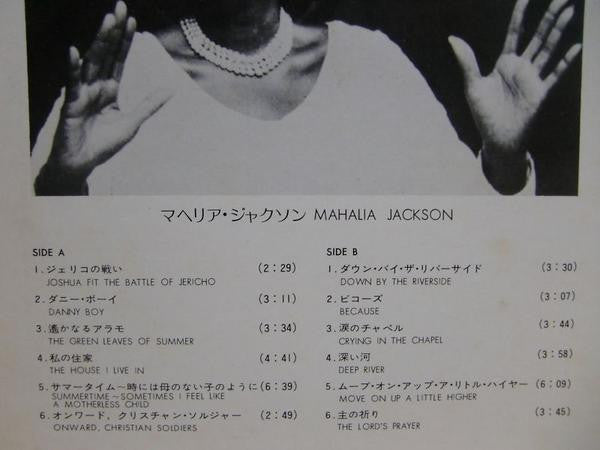 マヘリア・ジャクソン MAHALIA JACKSON
SIDE A
1.ジェリコの戦い (2:29)
JOSHUA FIT THE BATTLE OF JERICHO
2.ダニー・ボーイ (3:11)
DANNY BOY
3.遙かなるアラモ (3:34)
THE GREEN LEAVES OF SUMMER
4.私の住家 (4:41)
THE HOUSE I LIVE IN
5.サマータイム〜時には母のない子のように (6:39)
SUMMERTIME〜SOMETIMES I FEEL LIKE
A MOTHERLESS CHILD
6.オンワード, クリスチャン・ソルジャー (2:49)
ONWARD, CHRISTIAN SOLDIERS
SIDE B
1.ダウン・バイ・ザ・リバーサイド (3:30)
DOWN BY THE RIVERSIDE
2.ビコーズ (3:07)
BECAUSE
3.涙のチャペル (3:44)
CRYING IN THE CHAPEL
4.深い河 (3:58)
DEEP RIVER
5.ムーブ・オン・アップ・ア・リトル・ハイヤー (6:09)
MOVE ON UP A LITTLE HIGHER
6.主の祈り (3:45)
THE LORD'S PRAYER